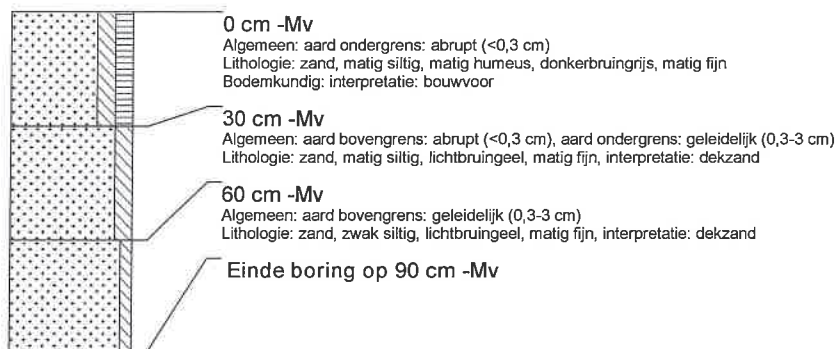 0 cm -Mv
Algemeen: aard ondergrens: abrupt (<0,3 cm)
Lithologie: zand, matig siltig, matig humeus, donkerbruingrijs, matig fijn
Bodemkundig: interpretatie: bouwvoor
30 cm -Mv
Algemeen: aard bovengrens: abrupt (<0,3 cm), aard ondergrens: geleidelijk (0,3-3 cm)
Lithologie: zand, matig siltig, lichtbruingeel, matig fijn, interpretatie: dekzand
60 cm -Mv
Algemeen: aard bovengrens: geleidelijk (0,3-3 cm)
Lithologie: zand, zwak siltig, lichtbruingeel, matig fijn, interpretatie: dekzand
Einde boring op 90 cm -Mv